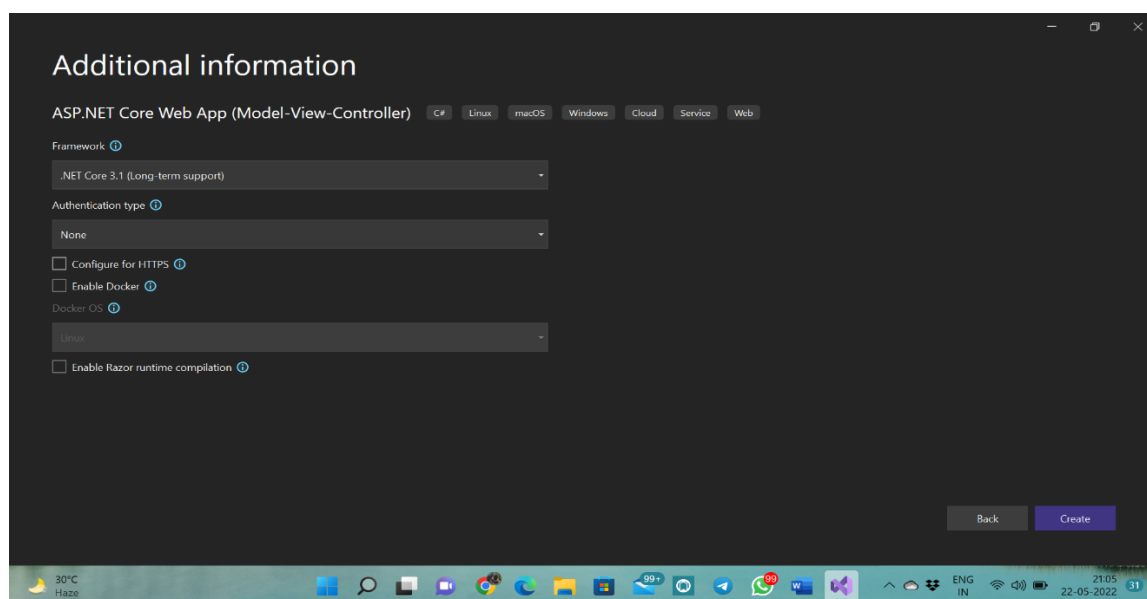 Additional information
ASP.NET Core Web App (Model-View-Controller) C# Linux macOS Windows Cloud Service Web
Framework
.NET Core 3.1 (Long-term support)
Authentication type
None
Configure for HTTPS
Enable Docker
Docker OS
Linux
Enable Razor runtime compilation
Back Create
30°C
Haze
99+
99
ENG
IN
21:05
22-05-2022
31